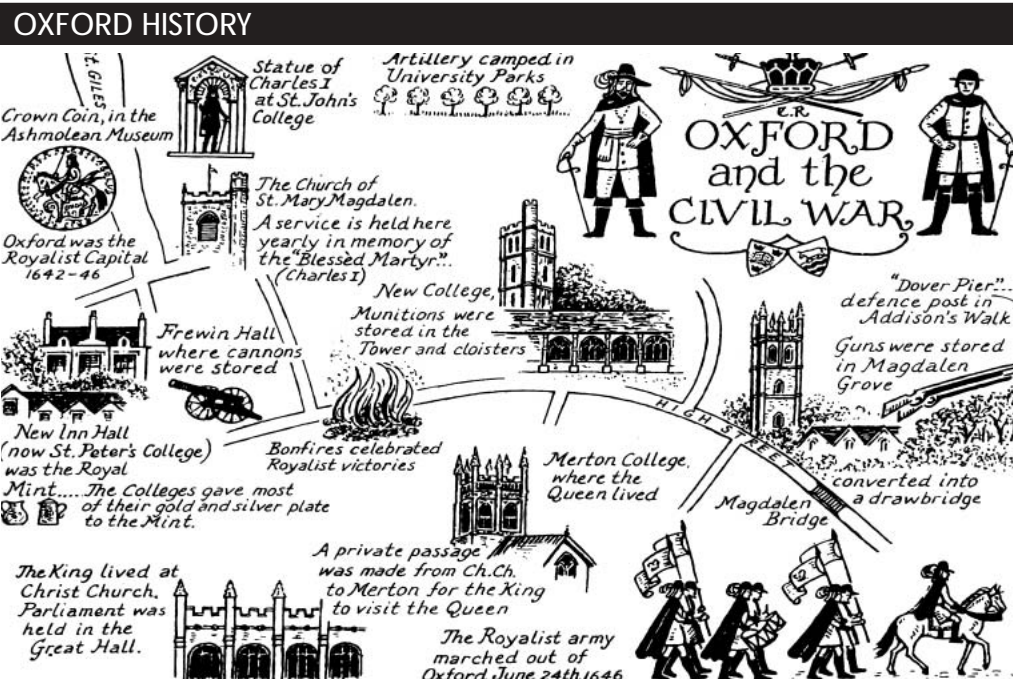 OXFORD HISTORY
ST. GILES
Statue of
Charles I
at St. John's
College
Artillery camped in
University Parks
C.R
OXFORD
and the
CIVIL WAR
Crown Coin, in the
Ashmolean Museum
Oxford was the
Royalist Capital
1642-46
The Church of
St. Mary Magdalen.
A service is held here
yearly in memory of
the "Blessed Martyr".
(Charles I)
New College,
Munitions were
stored in the
Tower and cloisters
"Dover Pier"...
defence post in
Addison's Walk
Guns were stored
in Magdalen
Grove
Frewin Hall
where cannons
were stored
New Inn Hall
(now St. Peter's College)
was the Royal
Mint.... The Colleges gave most
of their gold and silver plate
to the Mint.
Bonfires celebrated
Royalist victories
HIGH STREET
Merton College,
where the
Queen lived
Magdalen
Bridge
converted into
a drawbridge
The King lived at
Christ Church,
Parliament was
held in the
Great Hall.
A private passage
was made from Ch.Ch.
to Merton for the King
to visit the Queen
The Royalist army
marched out of
Oxford June 24th 1646